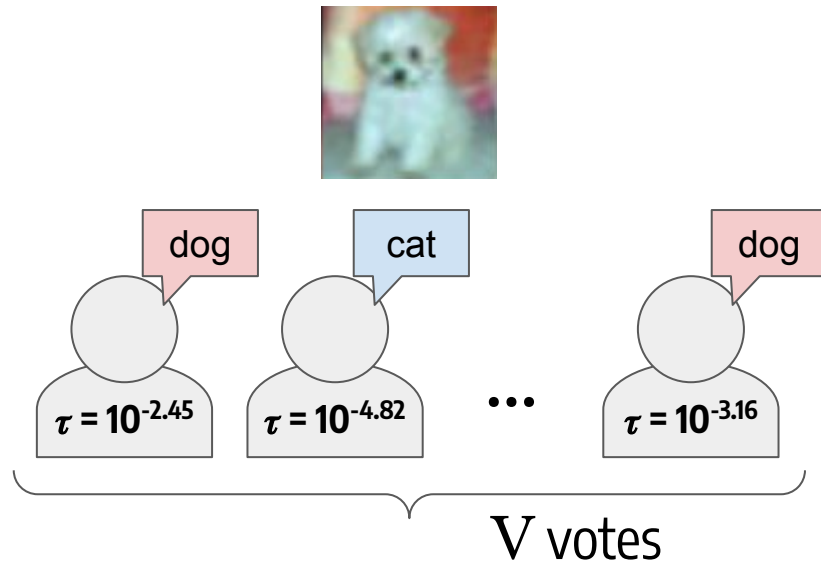 dog
cat
dog
𝜏 = 10^-2.45
𝜏 = 10^-4.82
...
𝜏 = 10^-3.16
V votes